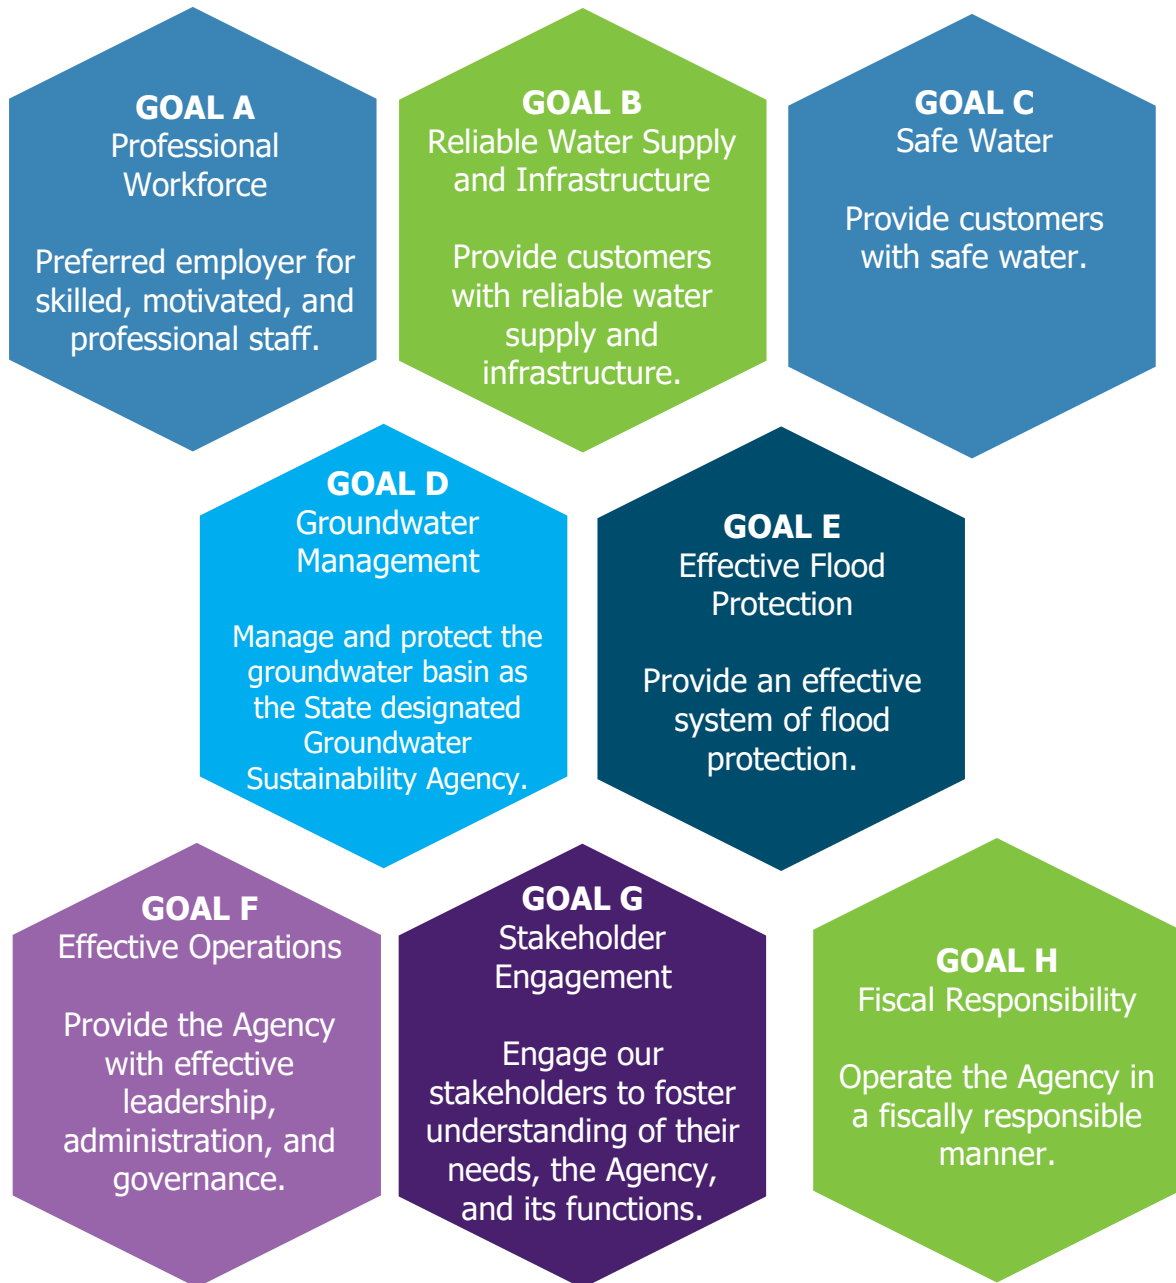 GOAL A
Professional
Workforce
Preferred employer for
skilled, motivated, and
professional staff.
GOAL B
Reliable Water Supply
and Infrastructure
Provide customers
with reliable water
supply and
infrastructure.
GOAL C
Safe Water
Provide customers
with safe water.
GOAL D
Groundwater
Management
Manage and protect the
groundwater basin as
the State designated
Groundwater
Sustainability Agency.
GOAL E
Effective Flood
Protection
Provide an effective
system of flood
protection.
GOAL F
Effective Operations
Provide the Agency
with effective
leadership,
administration, and
governance.
GOAL G
Stakeholder
Engagement
Engage our
stakeholders to foster
understanding of their
needs, the Agency,
and its functions.
GOAL H
Fiscal Responsibility
Operate the Agency in
a fiscally responsible
manner.